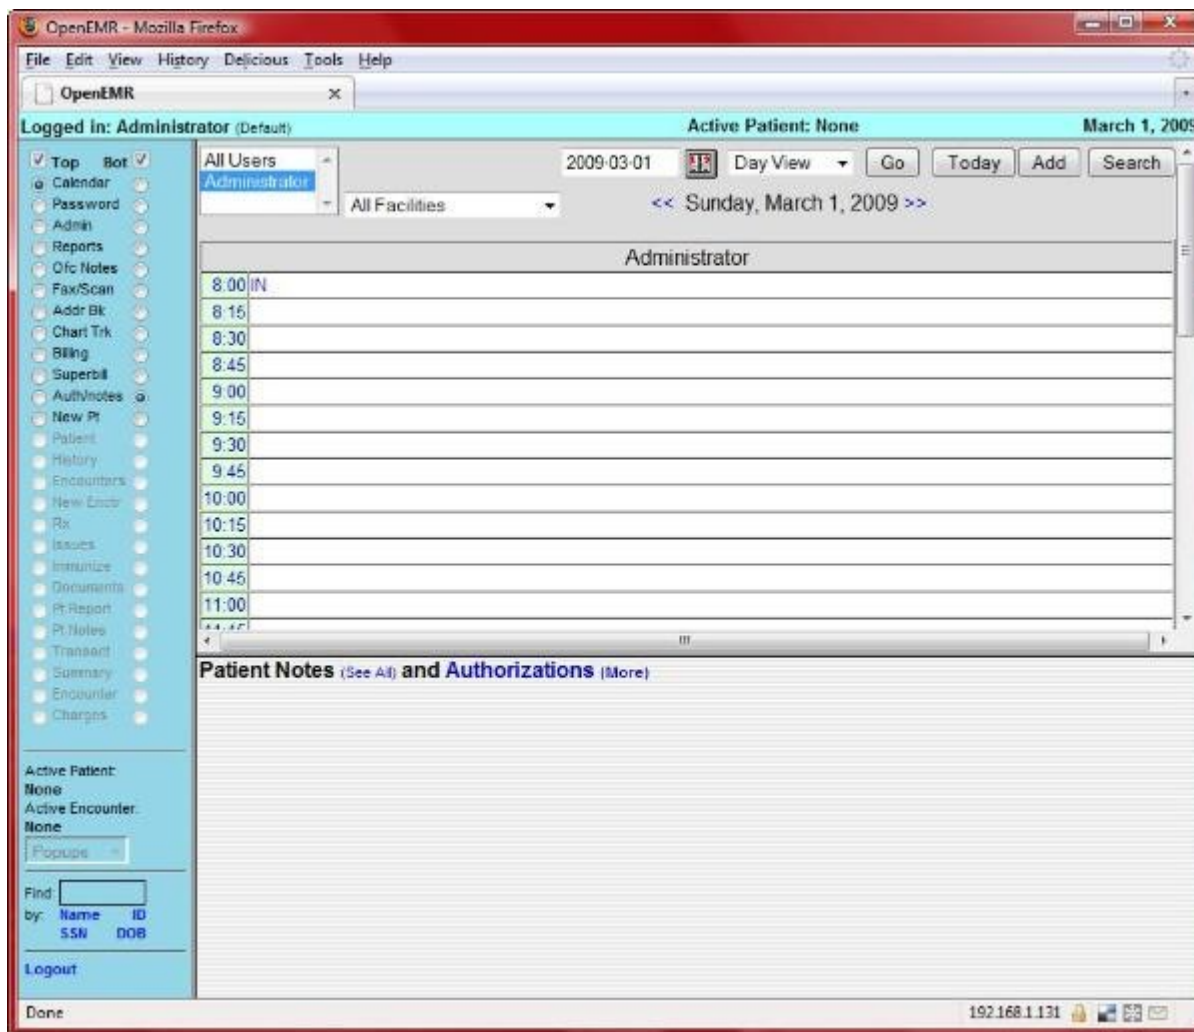 OpenEMR - Mozilla Firefox
File Edit View History Delicious Tools Help
OpenEMR
Logged in: Administrator (Default) Active Patient: None March 1, 2009
Top Bot
Calendar
Password
Admin
Reports
Ofc Notes
Fax/Scan
Addr Bk
Chart Trk
Billing
Superbill
Auth/notes
New Pt
Patient
History
Encounters
New Enctr
Rx
Issues
Immunize
Documents
Pt Report
Pt Notes
Transact
Summary
Encounter
Charges
Active Patient:
None
Active Encounter:
None
Popups
Find:
by: Name ID
SSN DOB
Logout
All Users
Administrator
All Facilities
2009-03-01 Day View Go Today Add Search
<< Sunday, March 1, 2009 >>
Administrator
8:00 IN
8:15
8:30
8:45
9:00
9:15
9:30
9:45
10:00
10:15
10:30
10:45
11:00
Patient Notes (See All) and Authorizations (More)
Done 192.168.1.131